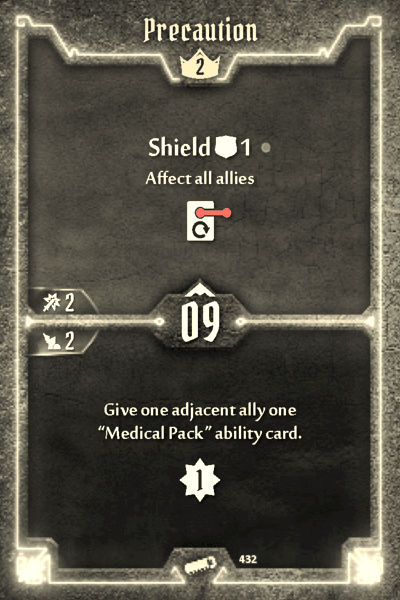 Precaution
2
Shield 1
Affect all allies
2
09
2
Give one adjacent ally one
“Medical Pack” ability card.
1
432